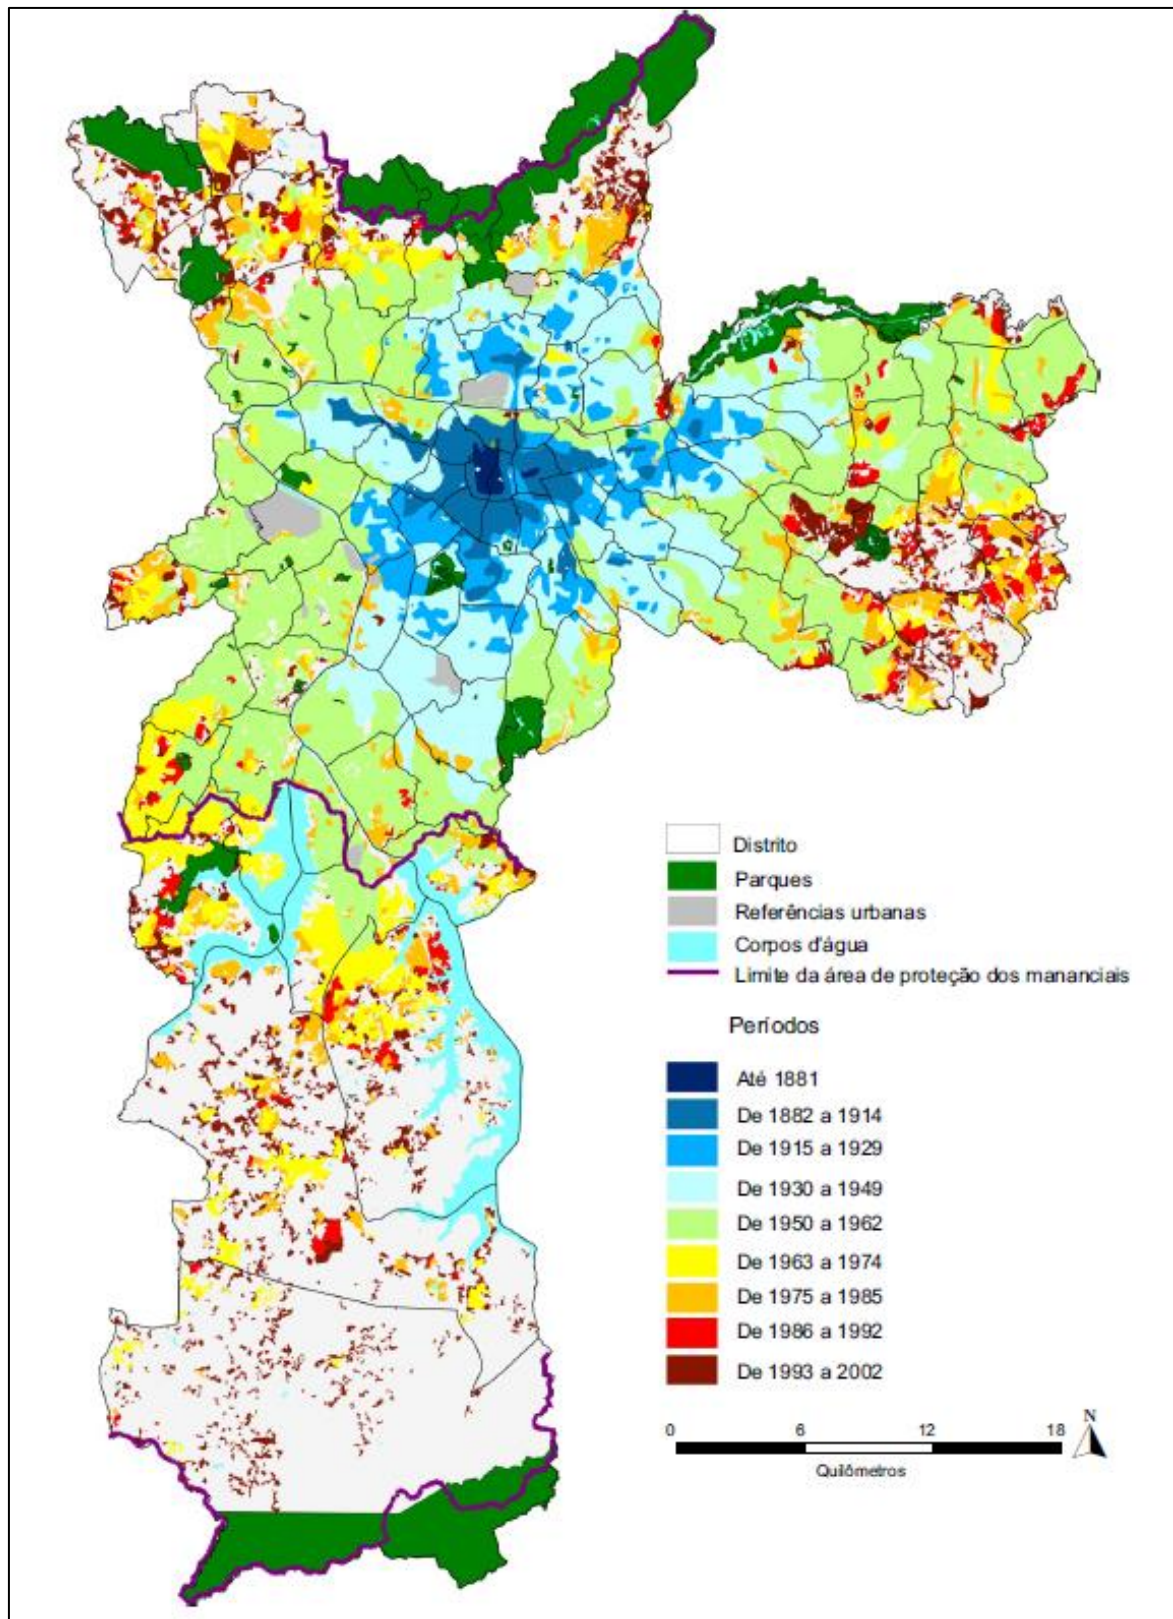 Distrito
Parques
Referências urbanas
Corpos d'água
Limite da área de proteção dos mananciais
Períodos
Até 1881
De 1882 a 1914
De 1915 a 1929
De 1930 a 1949
De 1950 a 1962
De 1963 a 1974
De 1975 a 1985
De 1986 a 1992
De 1993 a 2002
0 6 12 18 N
Quilômetros